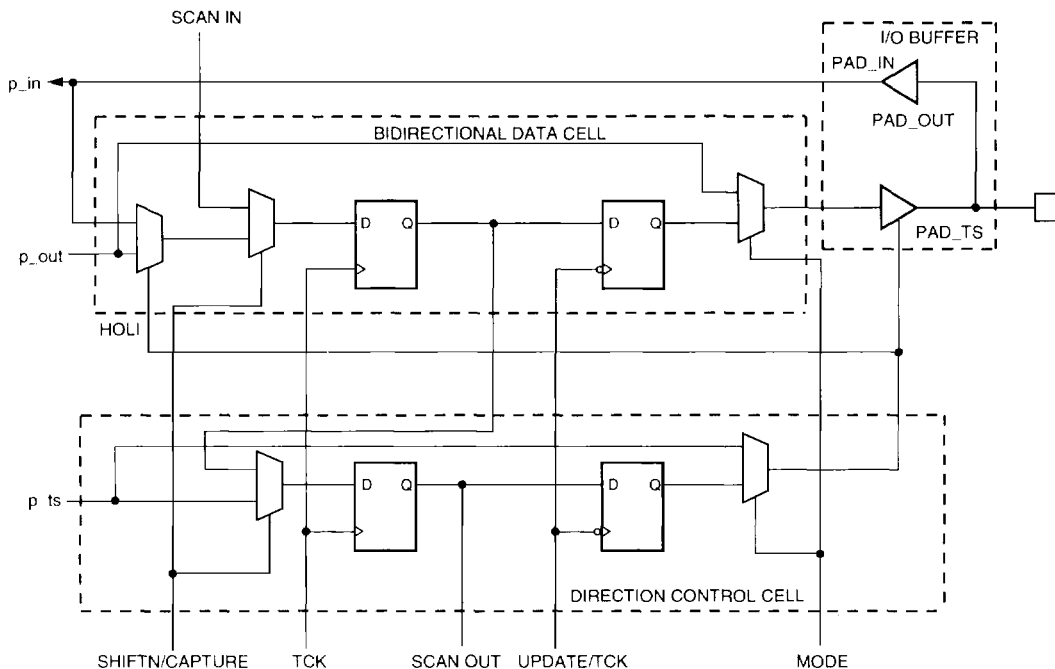 SCAN IN
I/O BUFFER
PAD_IN
p_in
PAD_OUT
BIDIRECTIONAL DATA CELL
D Q
D Q
p_out
PAD_TS
HOLI
D Q
D Q
p_ts
DIRECTION CONTROL CELL
SHIFTN/CAPTURE
TCK
SCAN OUT
UPDATE/TCK
MODE